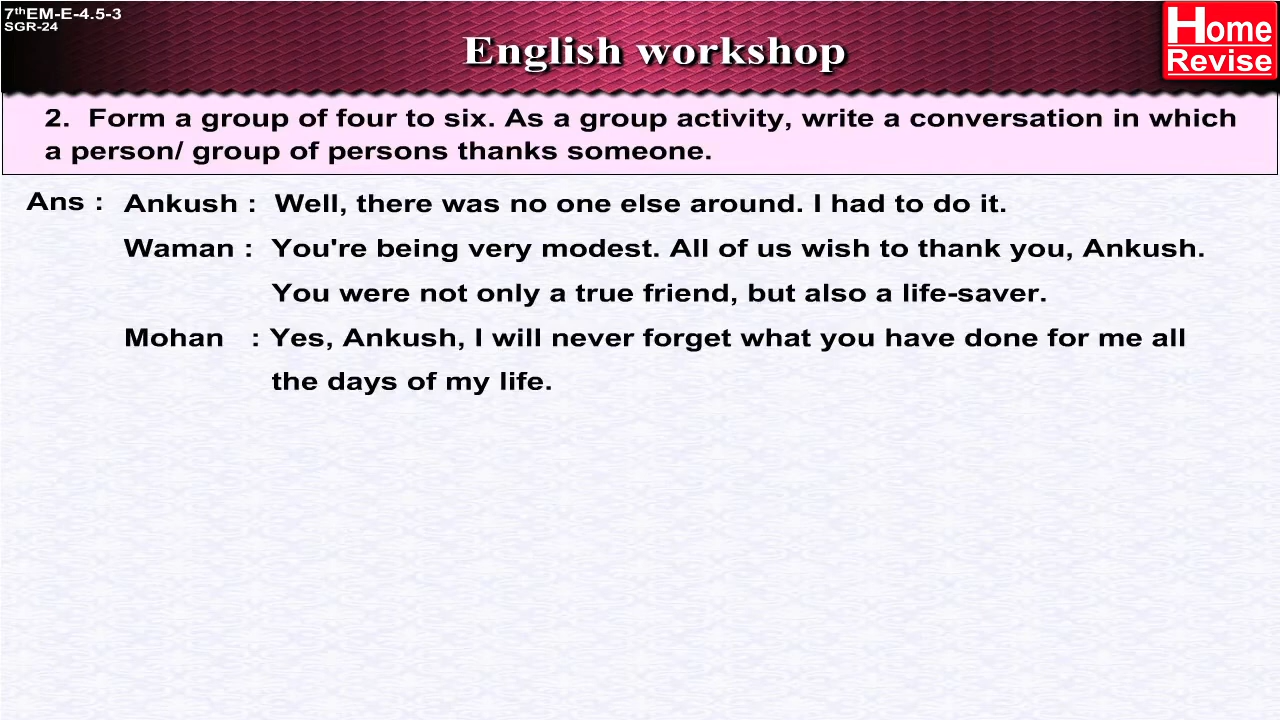 7thEM-E-4.5-3
SGR-24
English workshop
Home
Revise
2. Form a group of four to six. As a group activity, write a conversation in which
a person/ group of persons thanks someone.
Ans : Ankush : Well, there was no one else around. I had to do it.
Waman : You're being very modest. All of us wish to thank you, Ankush.
You were not only a true friend, but also a life-saver.
Mohan : Yes, Ankush, I will never forget what you have done for me all
the days of my life.